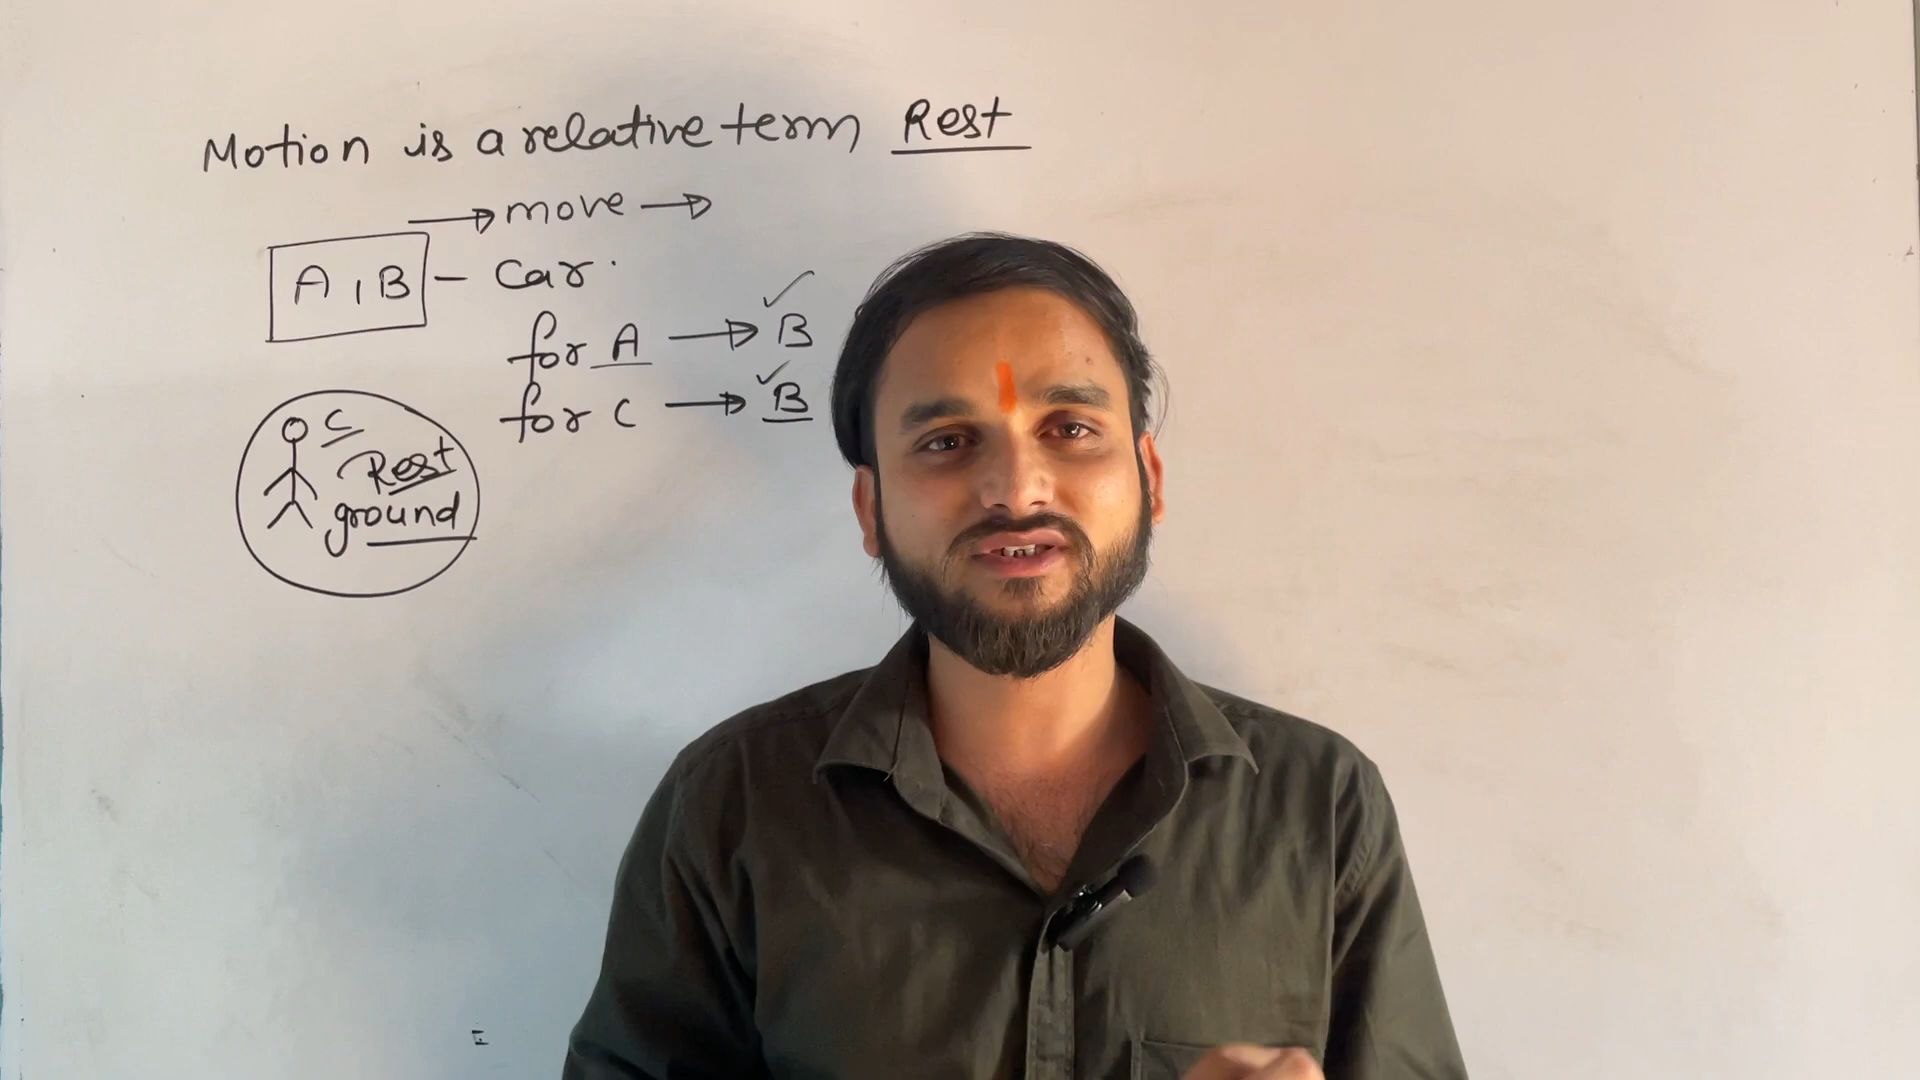 Motion is a relative term Rest
→ move →
A, B - Car.
for A → B ✓
for C → B ✓
C
Rest
ground